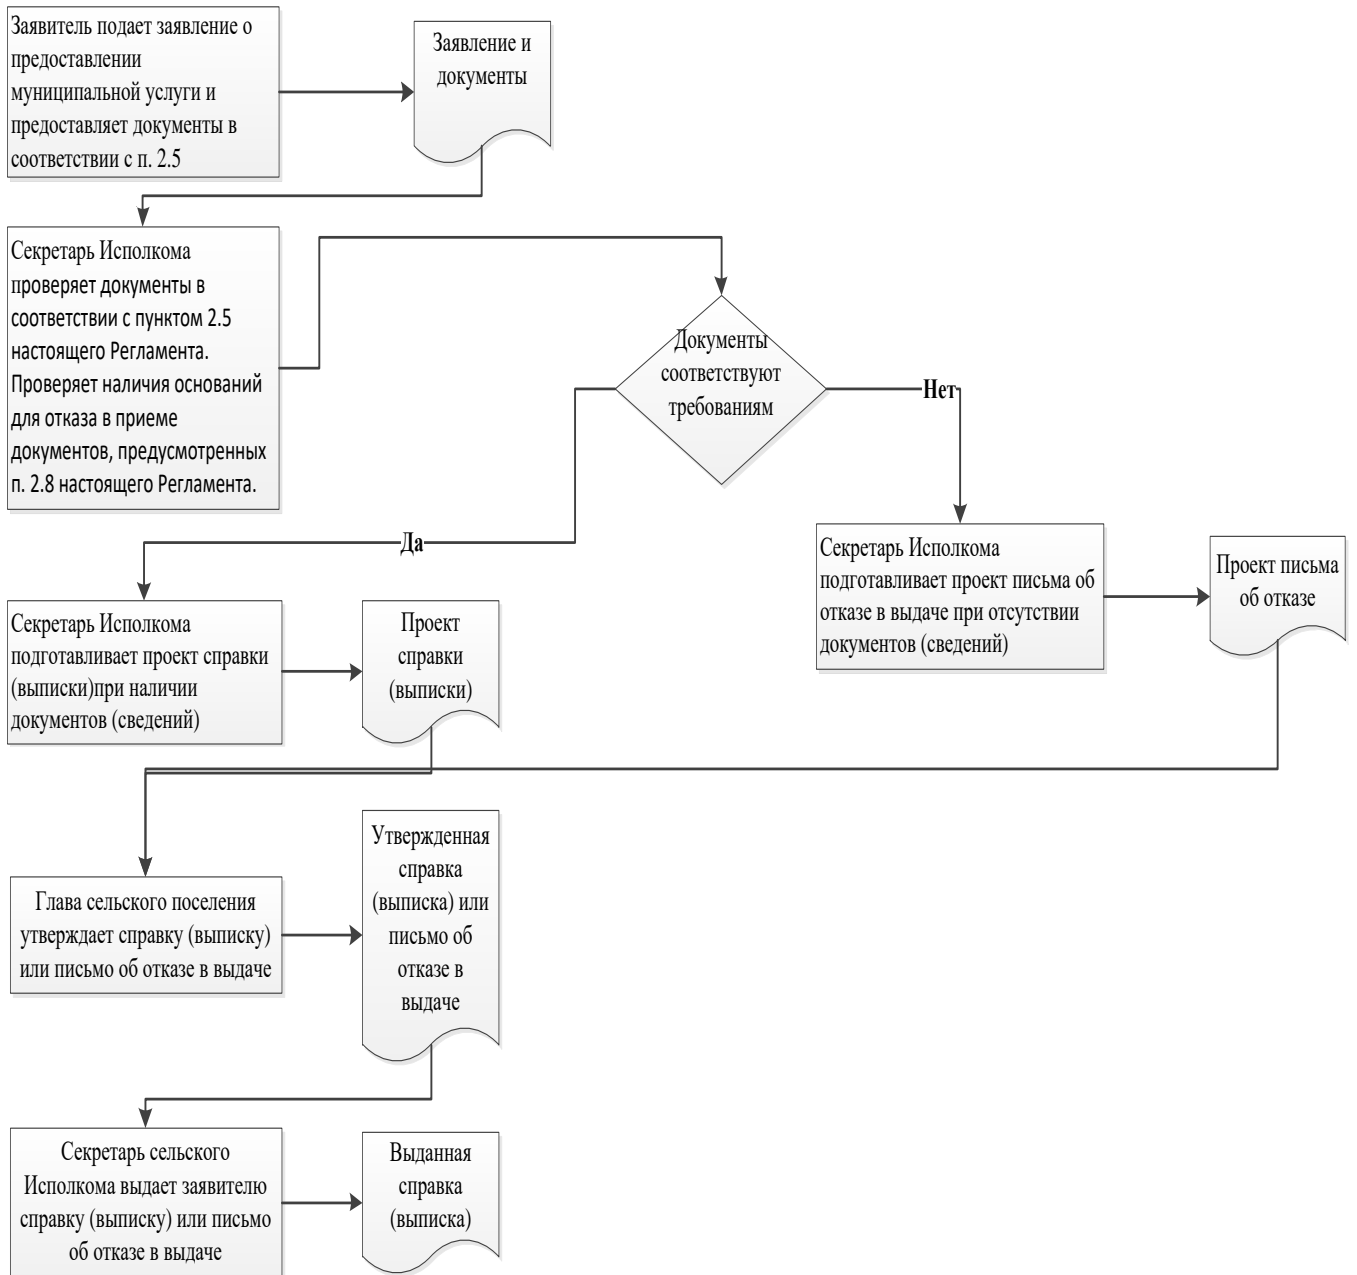 Заявитель подает заявление о
предоставлении
муниципальной услуги и
предоставляет документы в
соответствии с п. 2.5
Заявление и
документы
Секретарь Исполкома
проверяет документы в
соответствии с пунктом 2.5
настоящего Регламента.
Проверяет наличия оснований
для отказа в приеме
документов, предусмотренных
п. 2.8 настоящего Регламента.
Документы
соответствуют
требованиям
Нет
Да
Секретарь Исполкома
подготавливает проект письма об
отказе в выдаче при отсутствии
документов (сведений)
Проект письма
об отказе
Секретарь Исполкома
подготавливает проект справки
(выписки)при наличии
документов (сведений)
Проект
справки
(выписки)
Глава сельского поселения
утверждает справку (выписку)
или письмо об отказе в выдаче
Утвержденная
справка
(выписка) или
письмо об
отказе в
выдаче
Секретарь сельского
Исполкома выдает заявителю
справку (выписку) или письмо
об отказе в выдаче
Выданная
справка
(выписка)